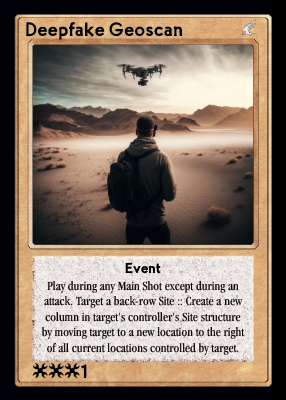 Deepfake Geoscan
Event
Play during any Main Shot except during an
attack. Target a back-row Site :: Create a new
column in target's controller's Site structure
by moving target to a new location to the right
of all current locations controlled by target.
1